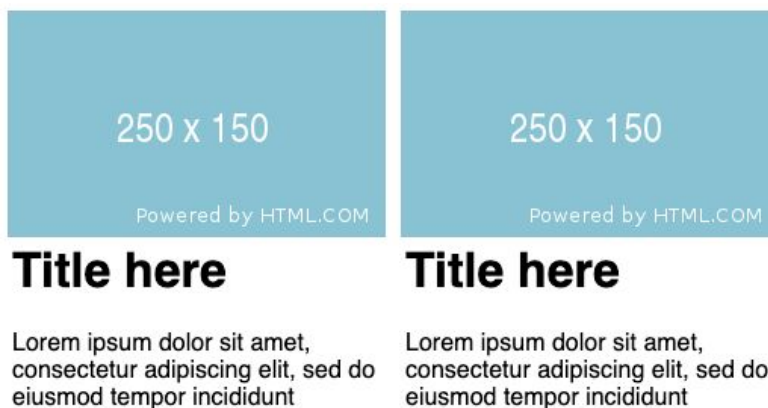 250 x 150
Powered by HTML.COM
Title here
Lorem ipsum dolor sit amet,
consectetur adipiscing elit, sed do
eiusmod tempor incididunt
250 x 150
Powered by HTML.COM
Title here
Lorem ipsum dolor sit amet,
consectetur adipiscing elit, sed do
eiusmod tempor incididunt